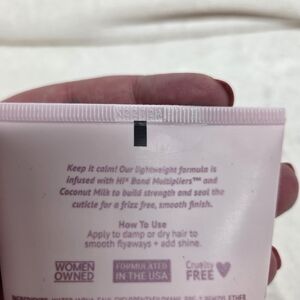 Keep it calm! Our lightweight formula is
infused with Hi* Bond Multipliers™ and
Coconut Milk to build strength and seal the
cuticle for a frizz free, smooth finish.
How To Use
Apply to damp or dry hair to
smooth flyaways + add shine.
WOMEN OWNED
FORMULATED IN THE USA
Cruelty FREE